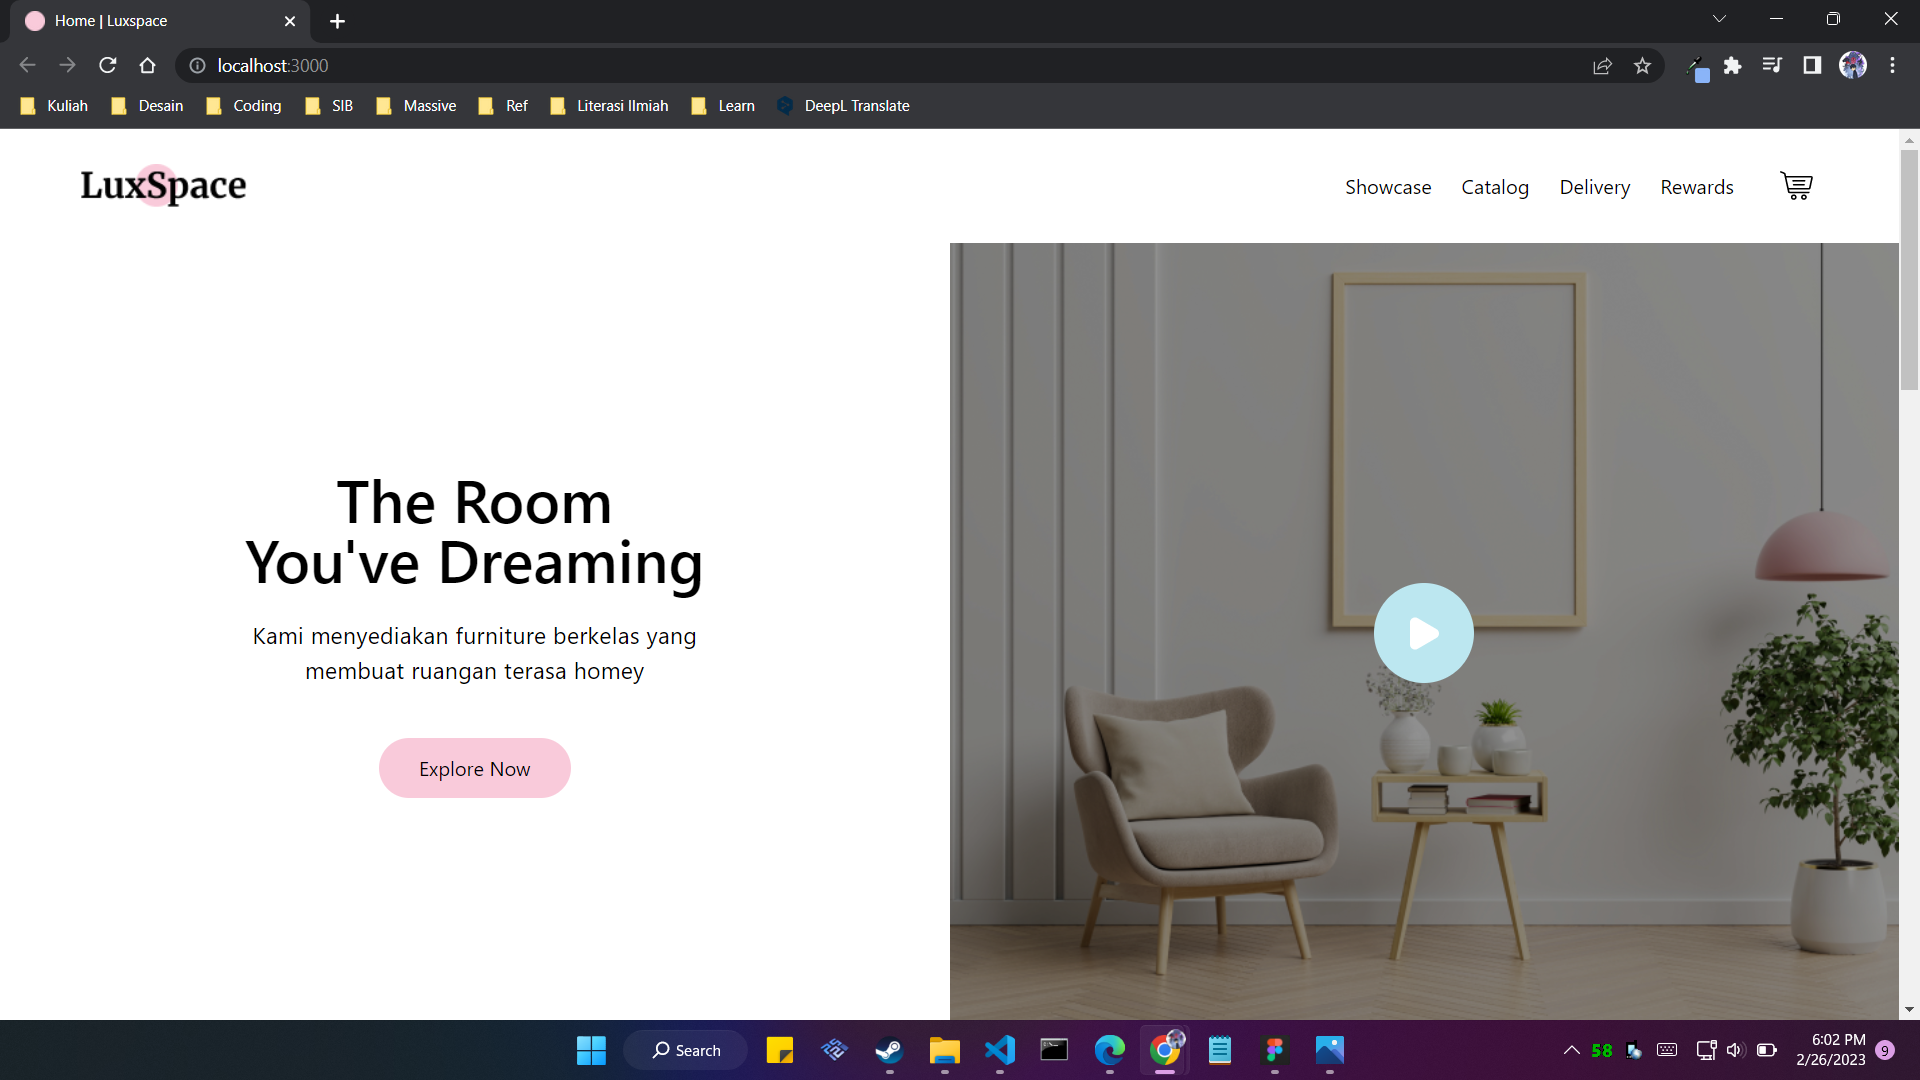 Home | Luxspace
localhost:3000
Kuliah Desain Coding SIB Massive Ref Literasi Ilmiah Learn DeepL Translate
LuxSpace
Showcase Catalog Delivery Rewards
The Room
You've Dreaming
Kami menyediakan furniture berkelas yang
membuat ruangan terasa homey
Explore Now
Search
58
6:02 PM
2/26/2023
9